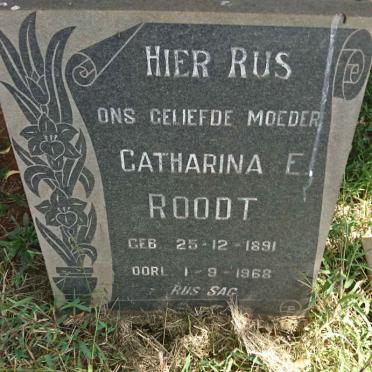 HIER RUS
ONS GELIEFDE MOEDER
CATHARINA E.
ROODT
GEB. 25-12-1891
OORL. 1-9-1968
RUS SAG